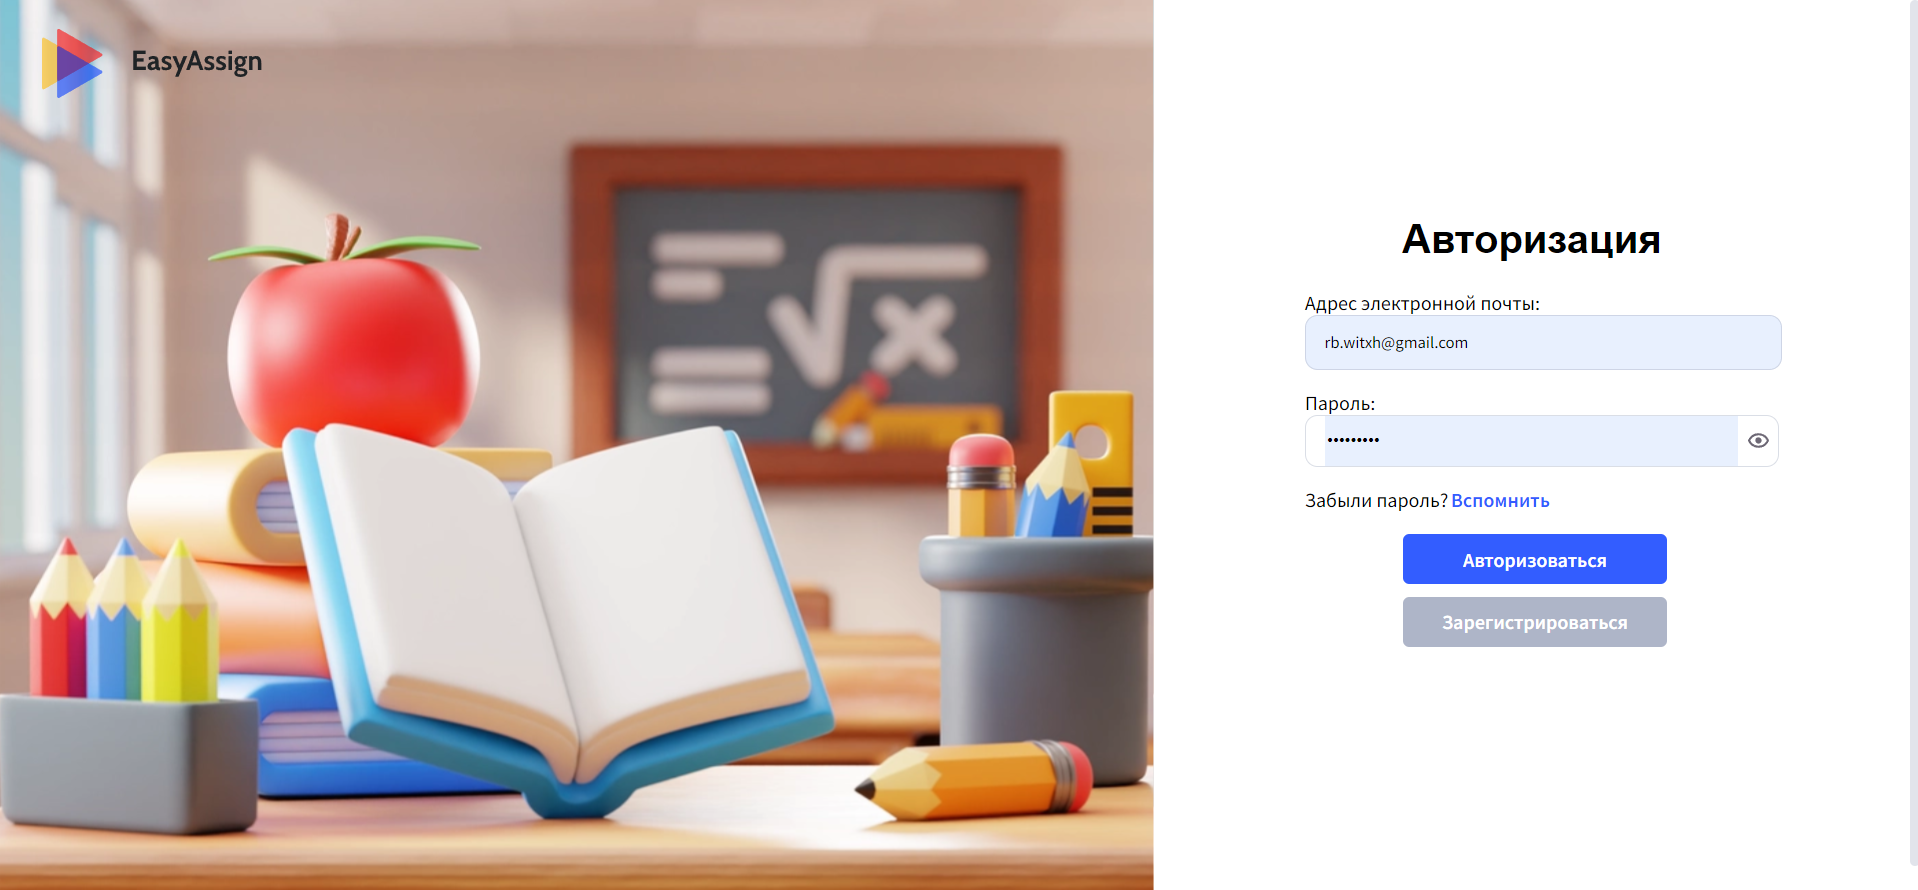 EasyAssign
Авторизация
Адрес электронной почты:
rb.witxh@gmail.com
Пароль:
•••••••••
Забыли пароль? Вспомнить
Авторизоваться
Зарегистрироваться